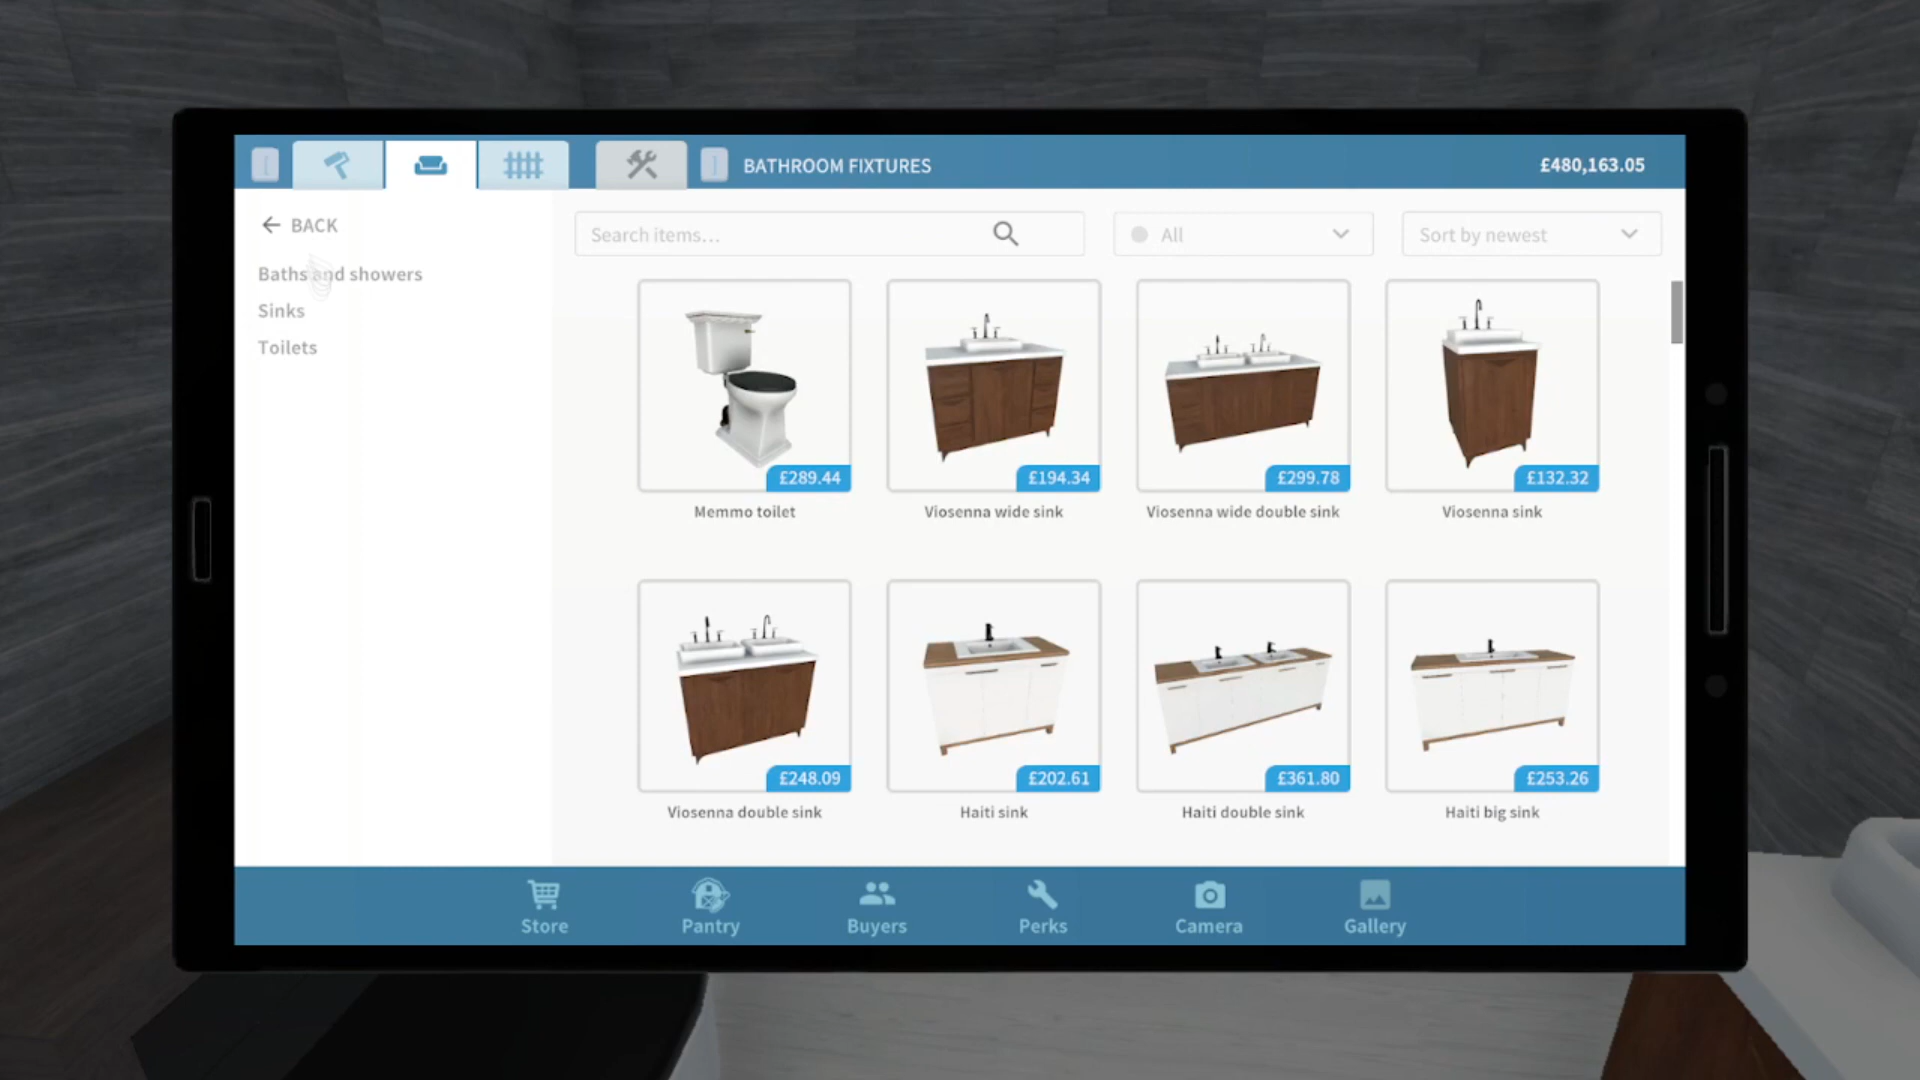 BATHROOM FIXTURES
£480,163.05
BACK
Search items...
All
Sort by newest
Baths and showers
Sinks
Toilets
£289.44
£194.34
£299.78
£132.32
Memmo toilet
Viosenna wide sink
Viosenna wide double sink
Viosenna sink
£248.09
£202.61
£361.80
£253.26
Viosenna double sink
Haiti sink
Haiti double sink
Haiti big sink
Store
Pantry
Buyers
Perks
Camera
Gallery